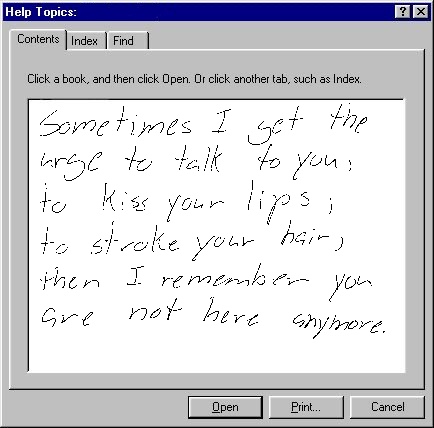 Help Topics:
Contents Index Find
Click a book, and then click Open. Or click another tab, such as Index.
Sometimes I get the
urge to talk to you,
to kiss your lips,
to stroke your hair,
then I remember you
are not here anymore.
Open Print... Cancel